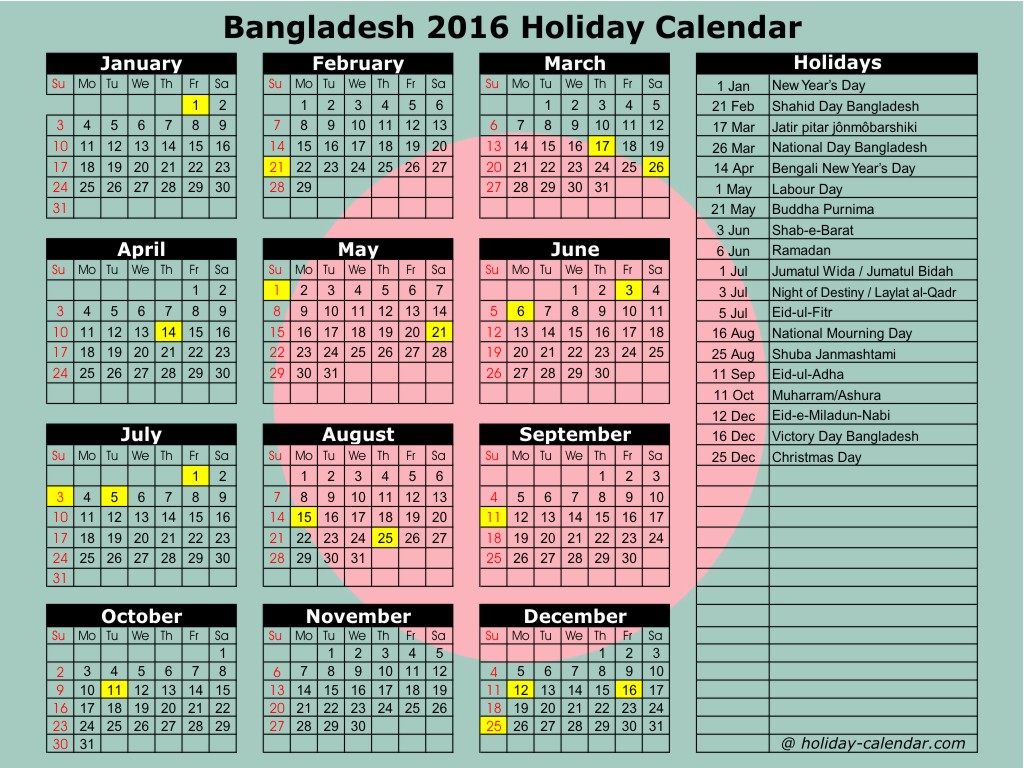 Bangladesh 2016 Holiday Calendar
January
Su Mo Tu We Th Fr Sa
1 2
3 4 5 6 7 8 9
10 11 12 13 14 15 16
17 18 19 20 21 22 23
24 25 26 27 28 29 30
31
February
Su Mo Tu We Th Fr Sa
1 2 3 4 5 6
7 8 9 10 11 12 13
14 15 16 17 18 19 20
21 22 23 24 25 26 27
28 29
March
Su Mo Tu We Th Fr Sa
1 2 3 4 5
6 7 8 9 10 11 12
13 14 15 16 17 18 19
20 21 22 23 24 25 26
27 28 29 30 31
April
Su Mo Tu We Th Fr Sa
1 2
3 4 5 6 7 8 9
10 11 12 13 14 15 16
17 18 19 20 21 22 23
24 25 26 27 28 29 30
May
Su Mo Tu We Th Fr Sa
1 2 3 4 5 6 7
8 9 10 11 12 13 14
15 16 17 18 19 20 21
22 23 24 25 26 27 28
29 30 31
June
Su Mo Tu We Th Fr Sa
1 2 3 4
5 6 7 8 9 10 11
12 13 14 15 16 17 18
19 20 21 22 23 24 25
26 27 28 29 30
July
Su Mo Tu We Th Fr Sa
1 2
3 4 5 6 7 8 9
10 11 12 13 14 15 16
17 18 19 20 21 22 23
24 25 26 27 28 29 30
31
August
Su Mo Tu We Th Fr Sa
1 2 3 4 5 6
7 8 9 10 11 12 13
14 15 16 17 18 19 20
21 22 23 24 25 26 27
28 29 30 31
September
Su Mo Tu We Th Fr Sa
1 2 3
4 5 6 7 8 9 10
11 12 13 14 15 16 17
18 19 20 21 22 23 24
25 26 27 28 29 30
October
Su Mo Tu We Th Fr Sa
1
2 3 4 5 6 7 8
9 10 11 12 13 14 15
16 17 18 19 20 21 22
23 24 25 26 27 28 29
30 31
November
Su Mo Tu We Th Fr Sa
1 2 3 4 5
6 7 8 9 10 11 12
13 14 15 16 17 18 19
20 21 22 23 24 25 26
27 28 29 30
December
Su Mo Tu We Th Fr Sa
1 2 3
4 5 6 7 8 9 10
11 12 13 14 15 16 17
18 19 20 21 22 23 24
25 26 27 28 29 30 31
Holidays
1 Jan New Year's Day
21 Feb Shahid Day Bangladesh
17 Mar Jatir pitar jônmôbarshiki
26 Mar National Day Bangladesh
14 Apr Bengali New Year's Day
1 May Labour Day
21 May Buddha Purnima
3 Jun Shab-e-Barat
6 Jun Ramadan
1 Jul Jumatul Wida / Jumatul Bidah
3 Jul Night of Destiny / Laylat al-Qadr
5 Jul Eid-ul-Fitr
16 Aug National Mourning Day
25 Aug Shuba Janmashtami
11 Sep Eid-ul-Adha
11 Oct Muharram/Ashura
12 Dec Eid-e-Miladun-Nabi
16 Dec Victory Day Bangladesh
25 Dec Christmas Day
@ holiday-calendar.com